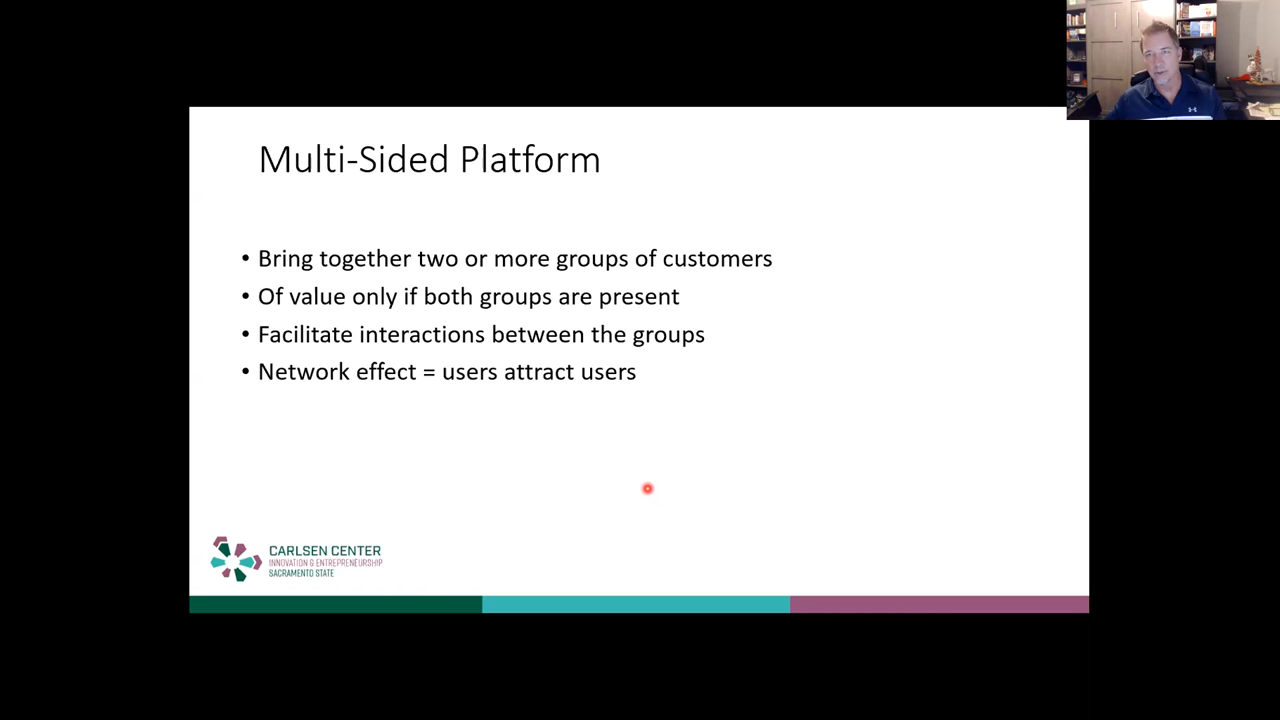 Multi-Sided Platform
• Bring together two or more groups of customers
• Of value only if both groups are present
• Facilitate interactions between the groups
• Network effect = users attract users
CARLSEN CENTER
INNOVATION & ENTREPRENEURSHIP
SACRAMENTO STATE